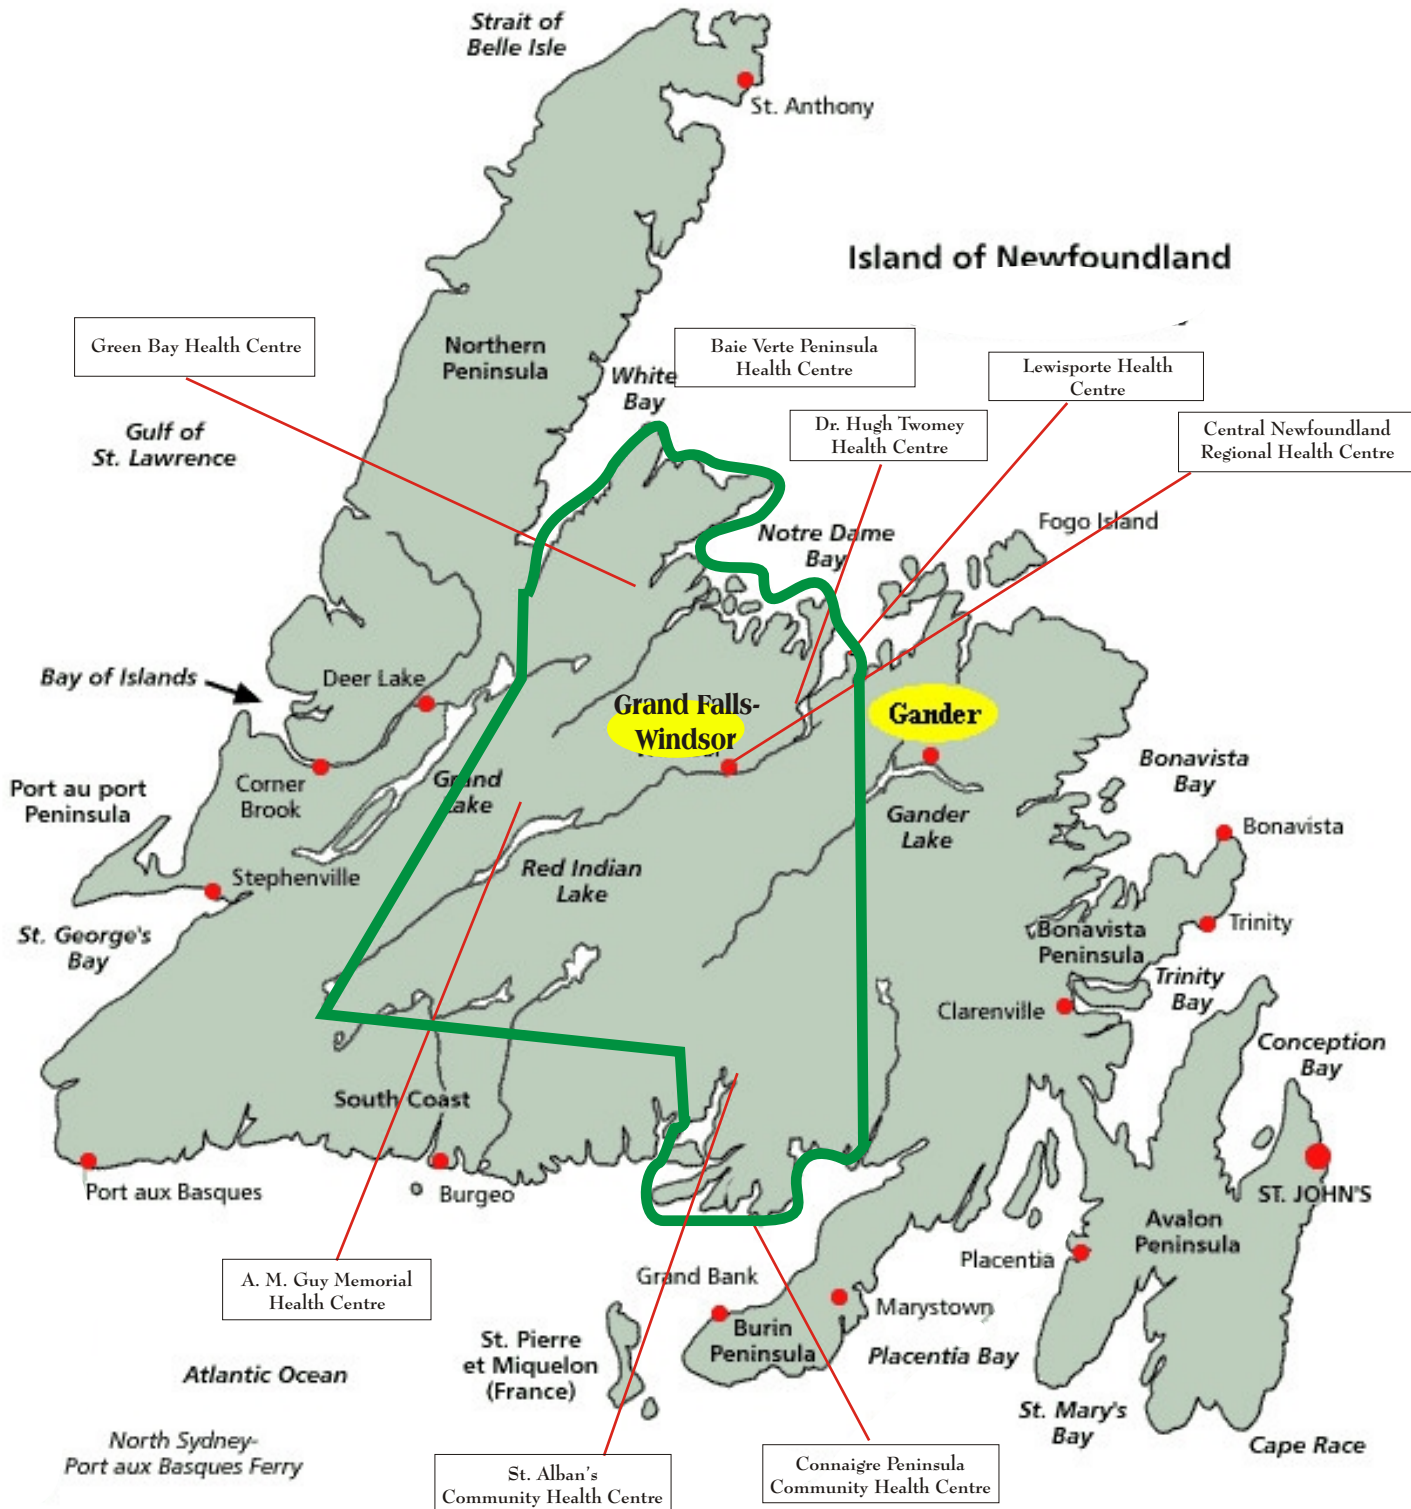 Strait of
Belle Isle
St. Anthony
Island of Newfoundland
Green Bay Health Centre
Northern
Peninsula
White
Bay
Baie Verte Peninsula
Health Centre
Lewisporte Health
Centre
Dr. Hugh Twomey
Health Centre
Central Newfoundland
Regional Health Centre
Gulf of
St. Lawrence
Notre Dame
Bay
Fogo Island
Bay of Islands
Deer Lake
Grand Falls-
Windsor
Gander
Corner
Brook
Grand
Lake
Port au port
Peninsula
Bonavista
Bay
Bonavista
Gander
Lake
Stephenville
Red Indian
Lake
St. George's
Bay
Trinity
Bonavista
Peninsula
Trinity
Bay
Clarenville
Conception
Bay
South Coast
Port aux Basques
Burgeo
ST. JOHN'S
Avalon
Peninsula
Placentia
A. M. Guy Memorial
Health Centre
Grand Bank
Marystown
St. Pierre
et Miquelon
(France)
Burin
Peninsula
Placentia Bay
Atlantic Ocean
St. Mary's
Bay
Cape Race
North Sydney-
Port aux Basques Ferry
St. Alban's
Community Health Centre
Connaigre Peninsula
Community Health Centre